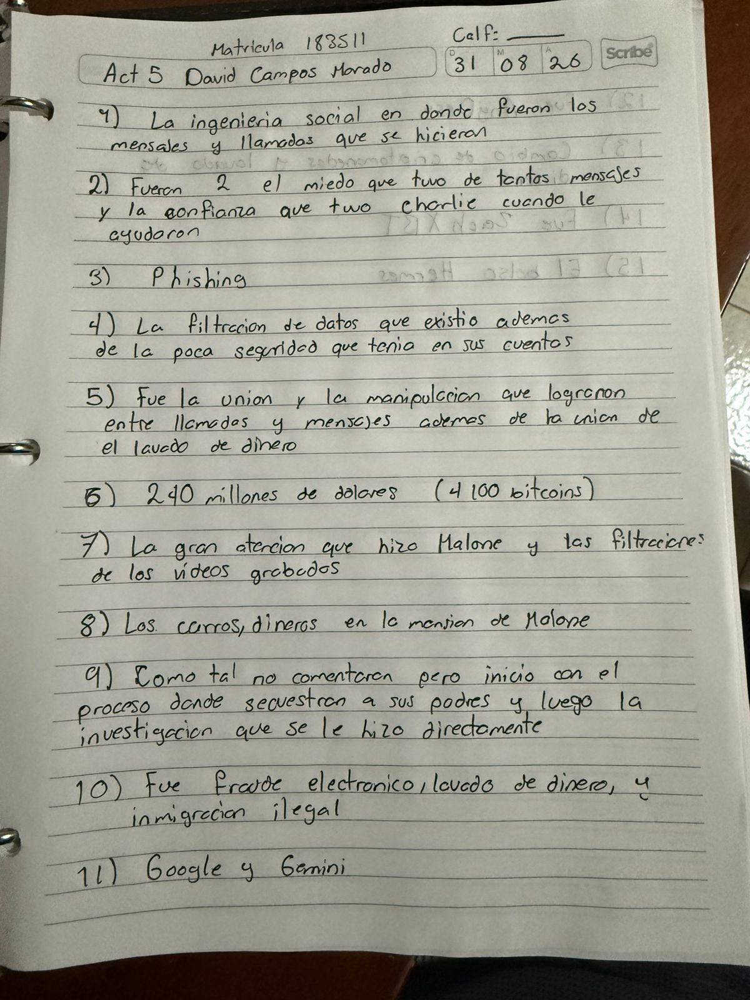 Matricula 183511
Calf: ____
Act 5 David Campos Morado
D 31 M 08 A 26
Scribe
1) La ingenieria social en donde fueron los
mensales y llamadas que se hicieron
2) Fueron 2 el miedo que tuvo de tantos mensajes
y la confianza que tuvo charlie cuando le
ayudaron
3) Phishing
4) La filtracion de datos que existio ademas
de la poca seguridad que tenia en sus cuentas
5) Fue la union y la manipulacion que lograron
entre llamadas y mensajes ademas de la union de
el lavado de dinero
6) 240 millones de dolares (4100 bitcoins)
7) La gran atencion que hizo Malone y las filtraciones
de los videos grabados
8) Los carros, dineros en la mansion de Malone
9) Como tal no comentaron pero inicio con el
proceso donde secuestran a sus padres y luego la
investigacion que se le hizo directamente
10) Fue fraude electronico, lavado de dinero, y
inmigracion ilegal
11) Google y Gemini